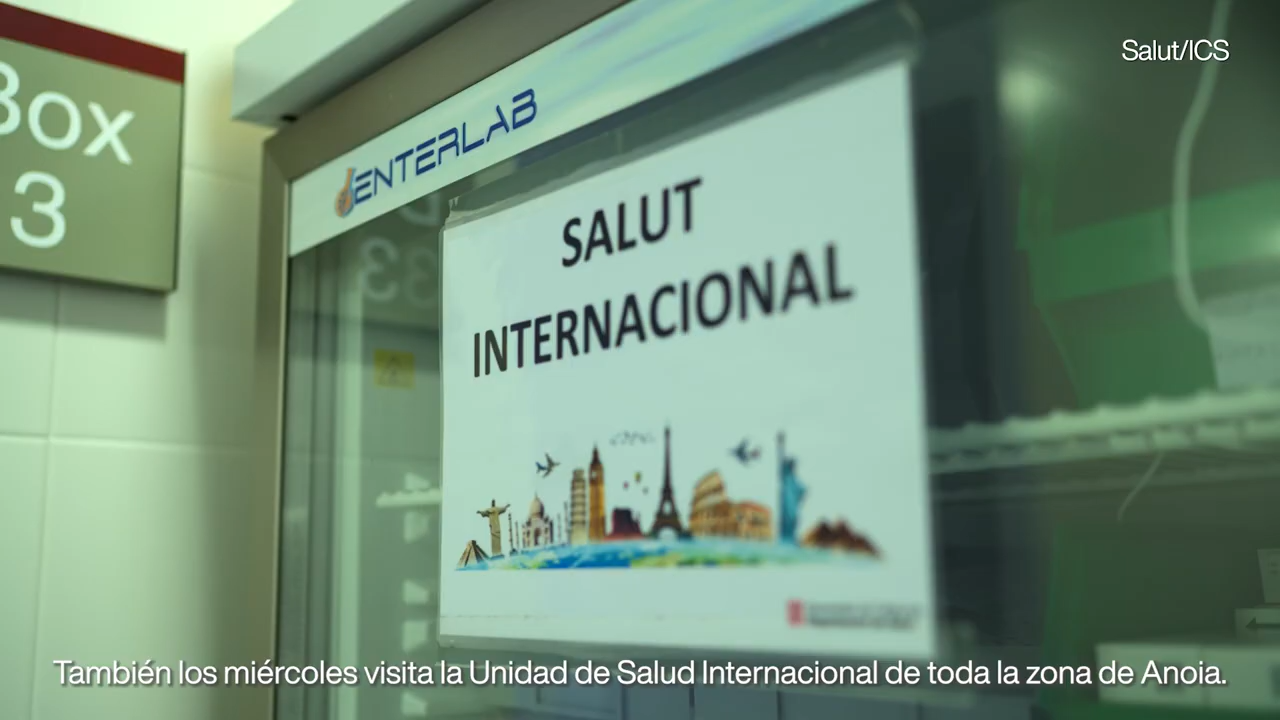 Salut/ICS
Box
3
ENTERLAB
SALUT
INTERNACIONAL
También los miércoles visita la Unidad de Salud Internacional de toda la zona de Anoia.